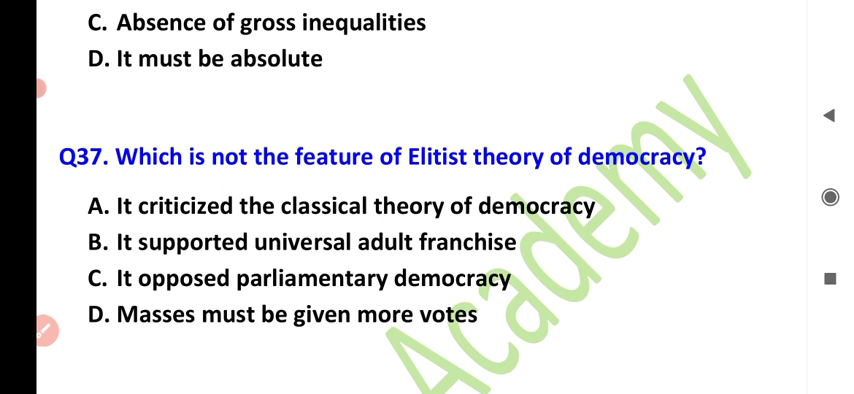 C. Absence of gross inequalities
D. It must be absolute
Q37. Which is not the feature of Elitist theory of democracy?
A. It criticized the classical theory of democracy
B. It supported universal adult franchise
C. It opposed parliamentary democracy
D. Masses must be given more votes
Academy